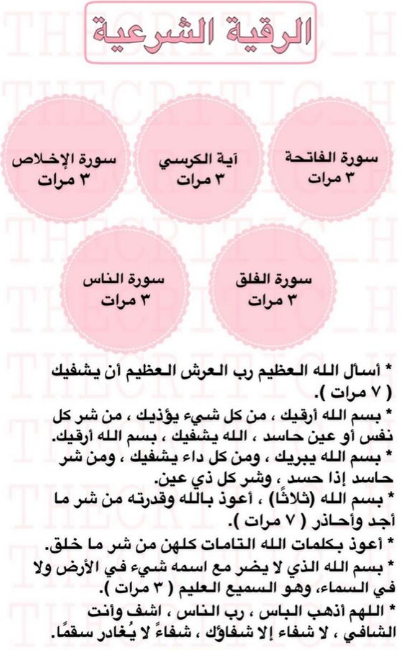 الرقية الشرعية
سورة الفاتحة
٣ مرات
آية الكرسي
٣ مرات
سورة الإخلاص
٣ مرات
سورة الفلق
٣ مرات
سورة الناس
٣ مرات
* أسأل الله العظيم رب العرش العظيم أن يشفيك
( ٧ مرات ).
* بسم الله أرقيك ، من كل شيء يؤذيك ، من شر كل
نفس أو عين حاسد ، الله يشفيك ، بسم الله أرقيك.
* بسم الله يبريك ، ومن كل داء يشفيك ، ومن شر
حاسد إذا حسد ، وشر كل ذي عين.
* بسم الله (ثلاثًا) ، أعوذ بالله وقدرته من شر ما
أجد وأحاذر ( ٧ مرات ).
* أعوذ بكلمات الله التامات كلهن من شر ما خلق.
* بسم الله الذي لا يضر مع اسمه شيء في الأرض ولا
في السماء، وهو السميع العليم ( ٣ مرات ).
* اللهم أذهب الباس ، رب الناس ، اشف وأنت
الشافي ، لا شفاء إلا شفاؤك ، شفاءً لا يُغادر سقمًا.
THECRITIC_H